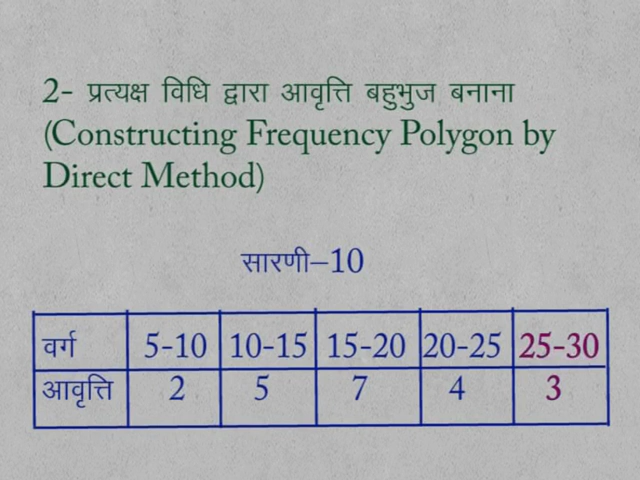 2- प्रत्यक्ष विधि द्वारा आवृत्ति बहुभुज बनाना
(Constructing Frequency Polygon by
Direct Method)
सारणी–10
वर्ग 5-10 10-15 15-20 20-25 25-30
आवृत्ति 2 5 7 4 3